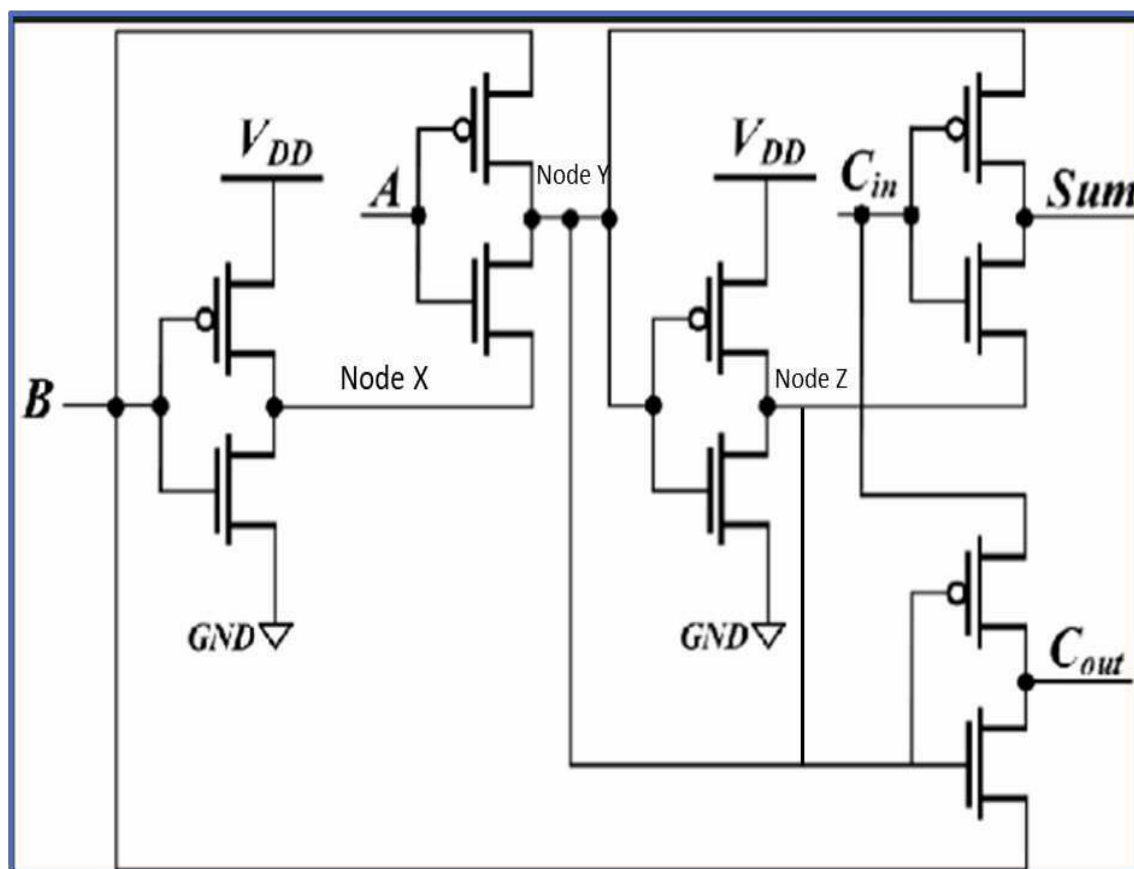 V_DD
A
Node Y
V_DD
C_in
Sum
Node X
Node Z
B
GND
GND
C_out